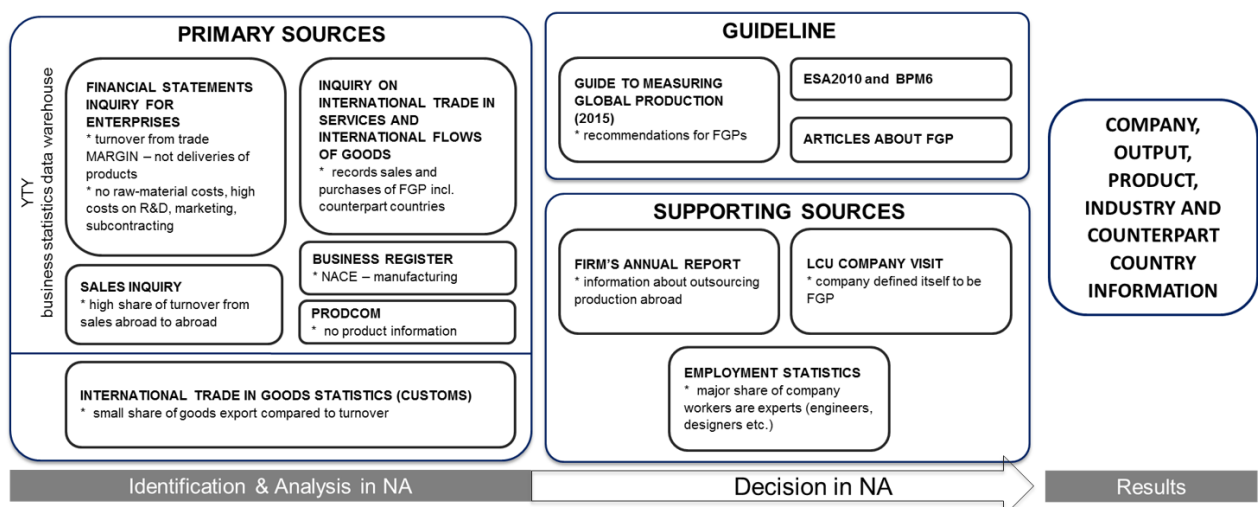 PRIMARY SOURCES
YTY
business statistics data warehouse
FINANCIAL STATEMENTS
INQUIRY FOR
ENTERPRISES
* turnover from trade
MARGIN – not deliveries of
products
* no raw-material costs, high
costs on R&D, marketing,
subcontracting
INQUIRY ON
INTERNATIONAL TRADE IN
SERVICES AND
INTERNATIONAL FLOWS
OF GOODS
* records sales and
purchases of FGP incl.
counterpart countries
SALES INQUIRY
* high share of turnover from
sales abroad to abroad
BUSINESS REGISTER
* NACE – manufacturing
PRODCOM
* no product information
INTERNATIONAL TRADE IN GOODS STATISTICS (CUSTOMS)
* small share of goods export compared to turnover
GUIDELINE
GUIDE TO MEASURING
GLOBAL PRODUCTION
(2015)
* recommendations for FGPs
ESA2010 and BPM6
ARTICLES ABOUT FGP
SUPPORTING SOURCES
FIRM'S ANNUAL REPORT
* information about outsourcing
production abroad
LCU COMPANY VISIT
* company defined itself to be
FGP
EMPLOYMENT STATISTICS
* major share of company
workers are experts (engineers,
designers etc.)
COMPANY,
OUTPUT,
PRODUCT,
INDUSTRY AND
COUNTERPART
COUNTRY
INFORMATION
Identification & Analysis in NA
Decision in NA
Results